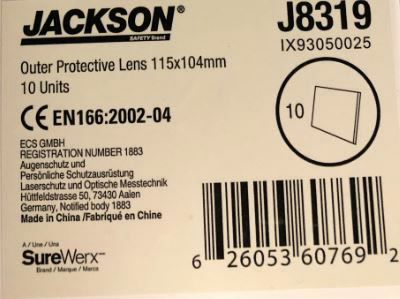 JACKSON
SAFETY Brand
J8319
IX93050025
Outer Protective Lens 115x104mm
10 Units
CE EN166:2002-04
10
ECS GMBH
REGISTRATION NUMBER 1883
Augenschutz und
Persönliche Schutzausrüstung
Laserschutz und Optische Messtechnik
Hüttfeldstrasse 50, 73430 Aalen
Germany, Notified body 1883
Made in China /Fabriqué en Chine
A / Une / Una
SureWerx™
Brand / Marque / Marca
6 26053 60769 2